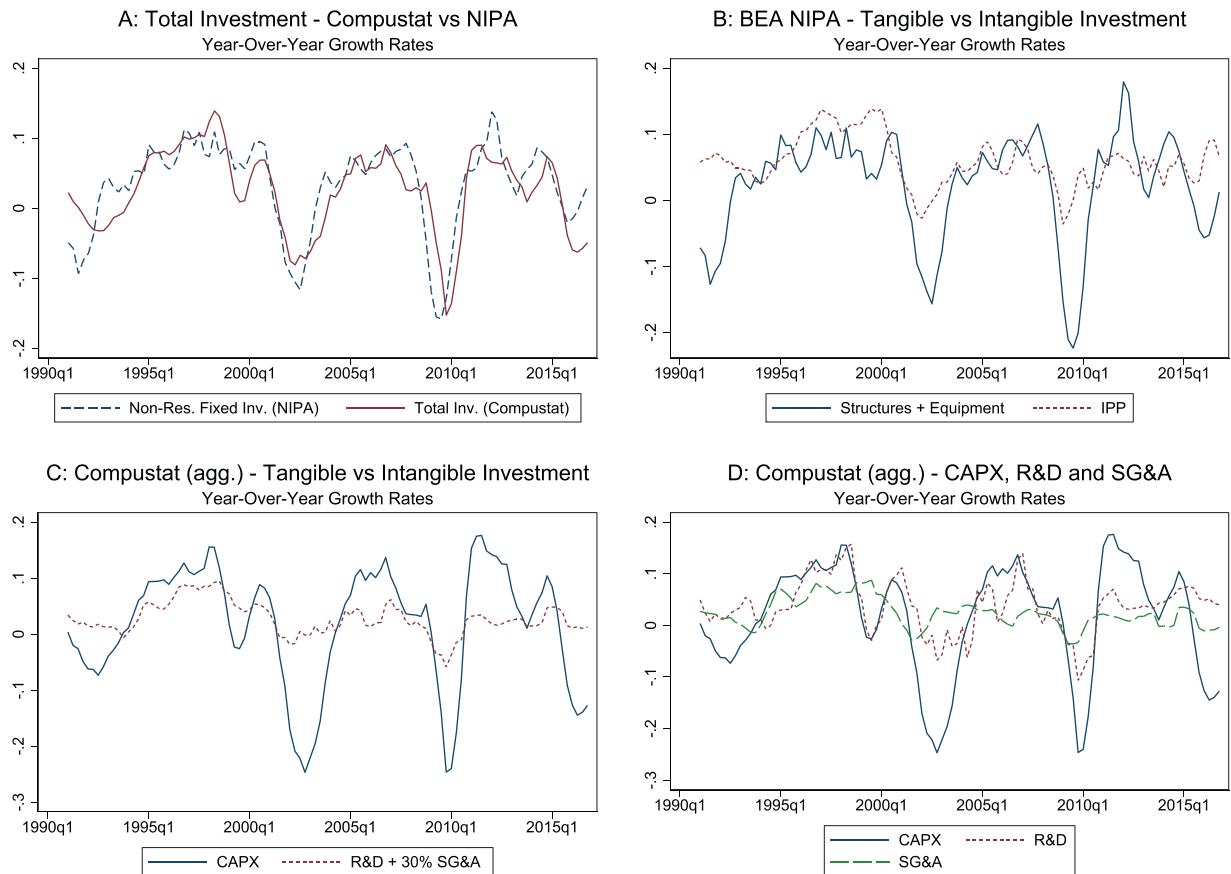 A: Total Investment - Compustat vs NIPA
Year-Over-Year Growth Rates
.2
.1
0
-.1
-.2
1990q1 1995q1 2000q1 2005q1 2010q1 2015q1
Non-Res. Fixed Inv. (NIPA) Total Inv. (Compustat)
B: BEA NIPA - Tangible vs Intangible Investment
Year-Over-Year Growth Rates
.2
.1
0
-.1
-.2
1990q1 1995q1 2000q1 2005q1 2010q1 2015q1
Structures + Equipment IPP
C: Compustat (agg.) - Tangible vs Intangible Investment
Year-Over-Year Growth Rates
.2
.1
0
-.1
-.2
-.3
1990q1 1995q1 2000q1 2005q1 2010q1 2015q1
CAPX R&D + 30% SG&A
D: Compustat (agg.) - CAPX, R&D and SG&A
Year-Over-Year Growth Rates
.2
.1
0
-.1
-.2
-.3
1990q1 1995q1 2000q1 2005q1 2010q1 2015q1
CAPX R&D
SG&A